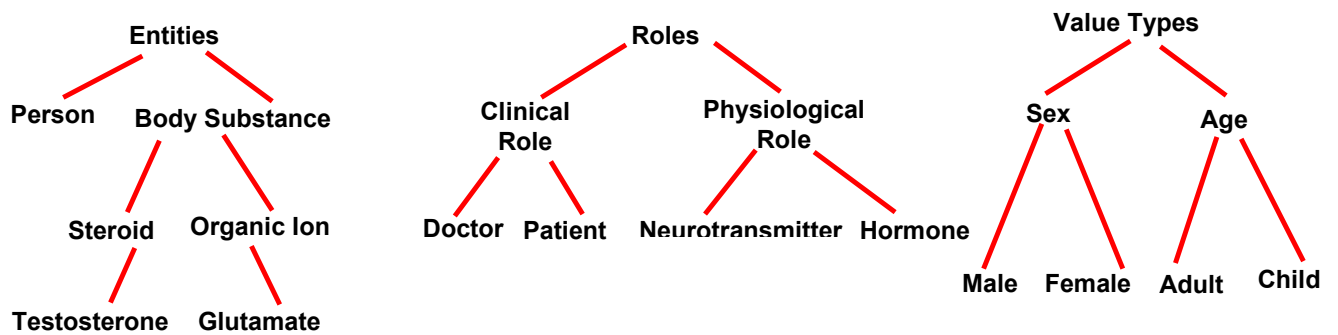 Entities
Person
Body Substance
Steroid
Organic Ion
Testosterone
Glutamate
Roles
Clinical
Role
Physiological
Role
Doctor
Patient
Neurotransmitter
Hormone
Value Types
Sex
Age
Male
Female
Adult
Child